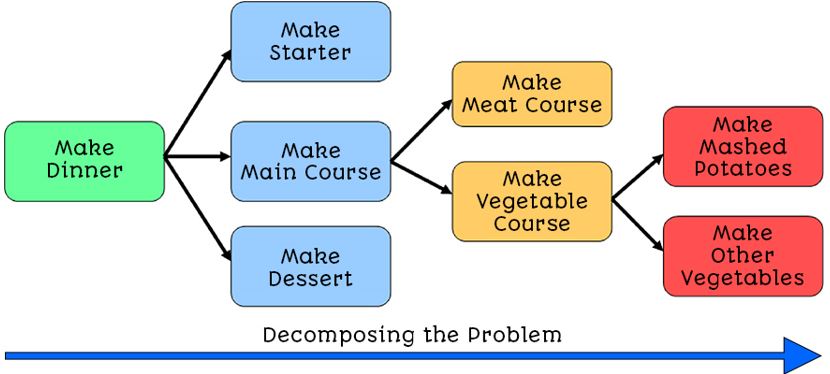 Make
Dinner
Make
Starter
Make
Main Course
Make
Dessert
Make
Meat Course
Make
Vegetable
Course
Make
Mashed
Potatoes
Make
Other
Vegetables
Decomposing the Problem